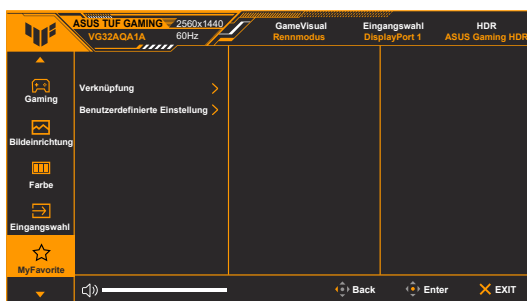 ASUS TUF GAMING 2560x1440 GameVisual Eingangswahl HDR
VG32AQA1A 60Hz Rennmodus DisplayPort 1 ASUS Gaming HDR
Gaming
Verknüpfung
Benutzerdefinierte Einstellung
Bildeinrichtung
Farbe
Eingangswahl
MyFavorite
Back Enter EXIT